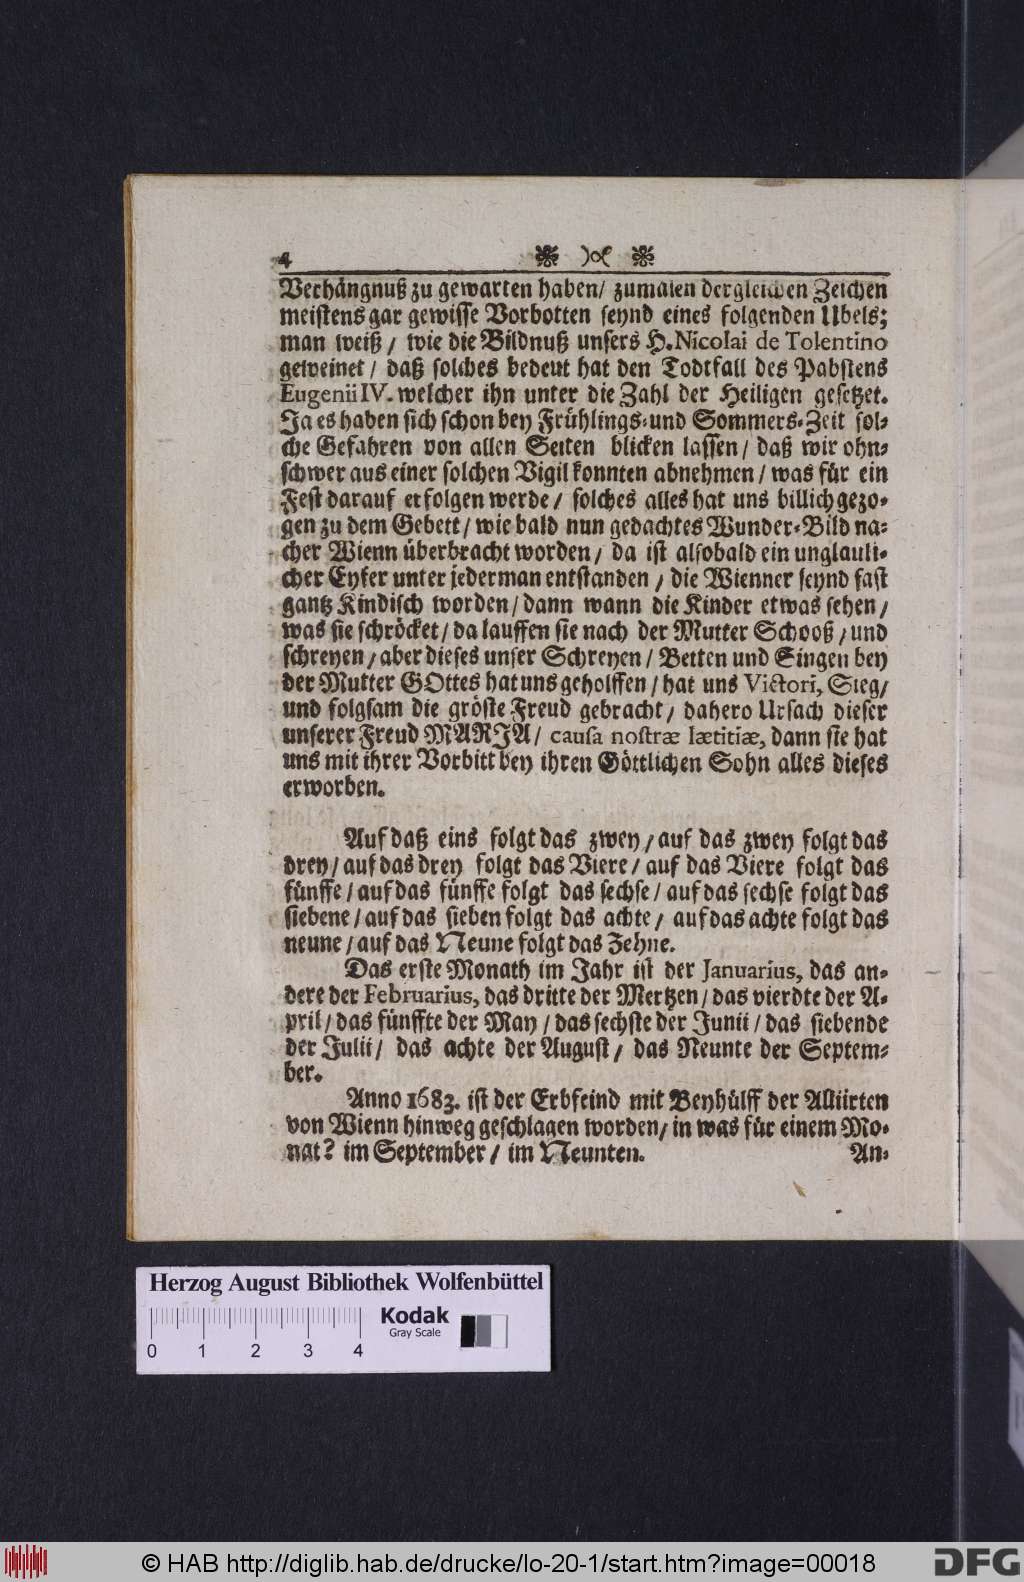 4
Verhängnuß zu gewarten haben/ zumalen dergleichen Zeichen
meistens gar gewisse Vorbotten seynd eines folgenden Ubels;
man weiß / wie die Bildnuß unsers H. Nicolai de Tolentino
geweinet / daß solches bedeut hat den Todtfall des Pabstens
Eugenii IV. welcher ihn unter die Zahl der Heiligen gesetzet.
Ja es haben sich schon bey Frühlings- und Sommers-Zeit sol-
che Gefahren von allen Seiten blicken lassen / daß wir ohn-
schwer aus einer solchen Vigil konnten abnehmen / was für ein
Fest darauf erfolgen werde / solches alles hat uns billich gezo-
gen zu dem Gebett / wie bald nun gedachtes Wunder-Bild na-
cher Wienn überbracht worden / da ist alsobald ein unglauli-
cher Eyfer unter jederman entstanden / die Wienner seynd fast
gantz Kindisch worden / dann wann die Kinder etwas sehen /
was sie schröcket / da lauffen sie nach der Mutter Schooß / und
schreyen / aber dieses unser Schreyen / Betten und Singen bey
der Mutter GOttes hat uns geholffen / hat uns Victori, Sieg /
und folgsam die gröste Freud gebracht / dahero Ursach dieser
unserer Freud MARJA / causa nostræ lætitiæ, dann sie hat
uns mit ihrer Vorbitt bey ihren Göttlichen Sohn alles dieses
erworben.
Auf daß eins folgt das zwey / auf das zwey folgt das
drey / auf das drey folgt das Viere / auf das Viere folgt das
fünffe / auf das fünffe folgt das sechse / auf das sechse folgt das
siebene / auf das sieben folgt das achte / auf das achte folgt das
neune / auf das Neune folgt das Zehne.
Das erste Monath im Jahr ist der Januarius, das an-
dere der Februarius, das dritte der Mertzen / das vierdte der A-
pril / das fünffte der May / das sechste der Junii / das siebende
der Julii / das achte der August / das Neunte der Septem-
ber.
Anno 1683. ist der Erbfeind mit Beyhülff der Alliirten
von Wienn hinweg geschlagen worden / in was für einem Mo-
nat? im September / im Neunten.
An-
Herzog August Bibliothek Wolfenbüttel
Kodak
Gray Scale
0 1 2 3 4
© HAB http://diglib.hab.de/drucke/lo-20-1/start.htm?image=00018
DFG